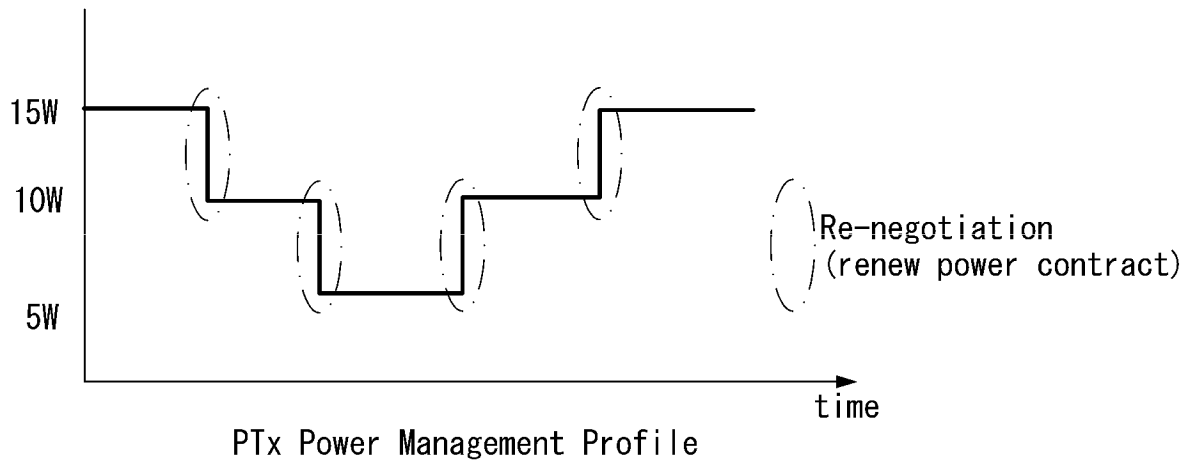 15W
10W
5W
Re-negotiation
(renew power contract)
time
PTx Power Management Profile